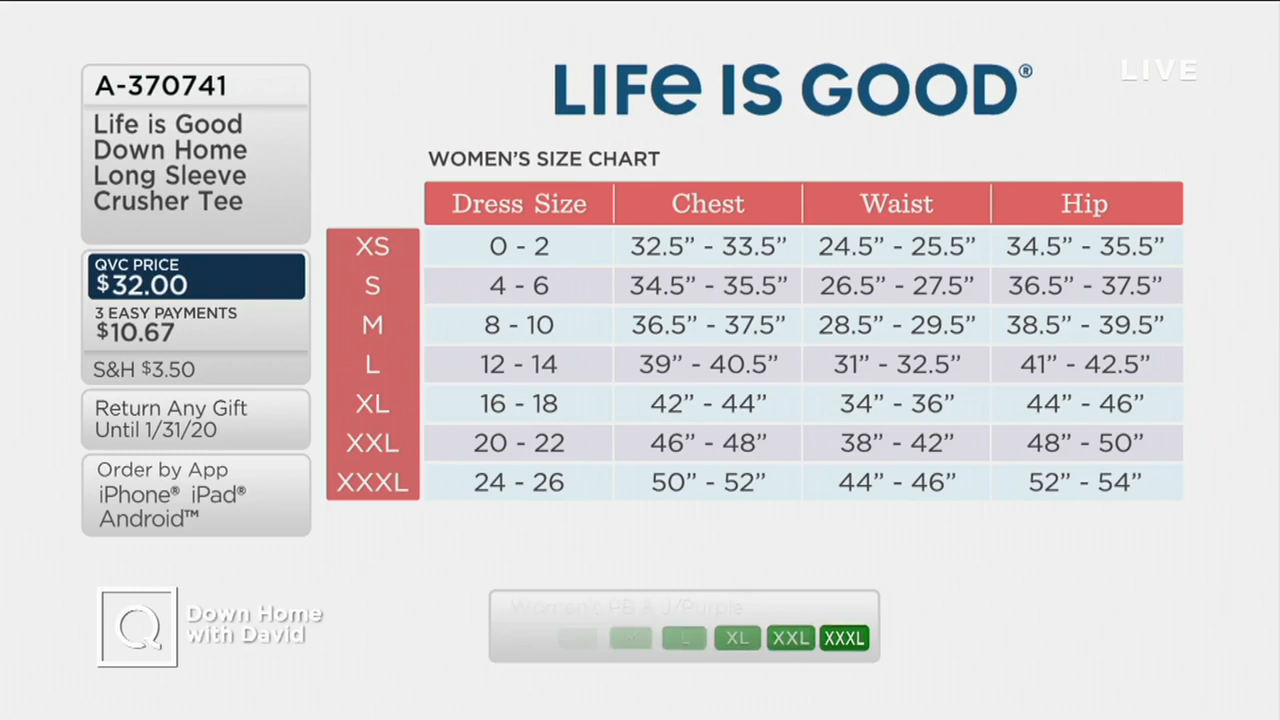 A-370741
Life is Good
Down Home
Long Sleeve
Crusher Tee
QVC PRICE
$32.00
3 EASY PAYMENTS
$10.67
S&H $3.50
Return Any Gift
Until 1/31/20
Order by App
iPhone® iPad®
Android™
LIFe IS GOOD®
LIVE
WOMEN'S SIZE CHART
Dress Size Chest Waist Hip
XS 0 - 2 32.5” - 33.5” 24.5” - 25.5” 34.5” - 35.5”
S 4 - 6 34.5” - 35.5” 26.5” - 27.5” 36.5” - 37.5”
M 8 - 10 36.5” - 37.5” 28.5” - 29.5” 38.5” - 39.5”
L 12 - 14 39” - 40.5” 31” - 32.5” 41” - 42.5”
XL 16 - 18 42” - 44” 34” - 36” 44” - 46”
XXL 20 - 22 46” - 48” 38” - 42” 48” - 50”
XXXL 24 - 26 50” - 52” 44” - 46” 52” - 54”
Q
Down Home
with David
Women's PB & J/Purple
M L XL XXL XXXL